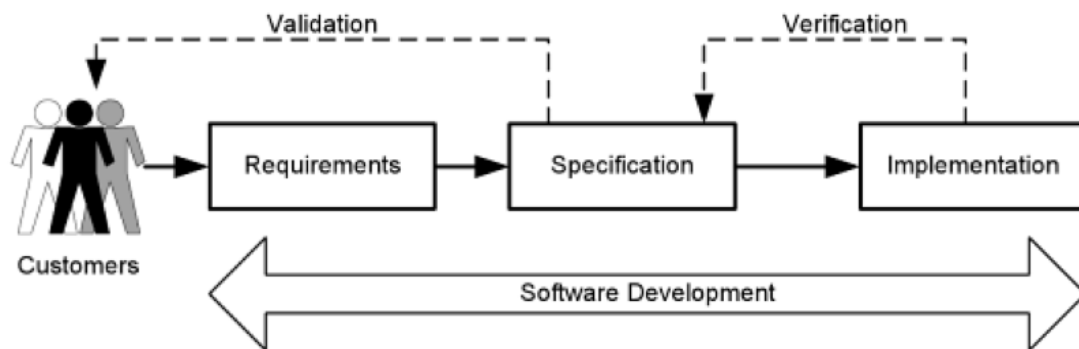 Validation
Verification
Requirements
Specification
Implementation
Customers
Software Development